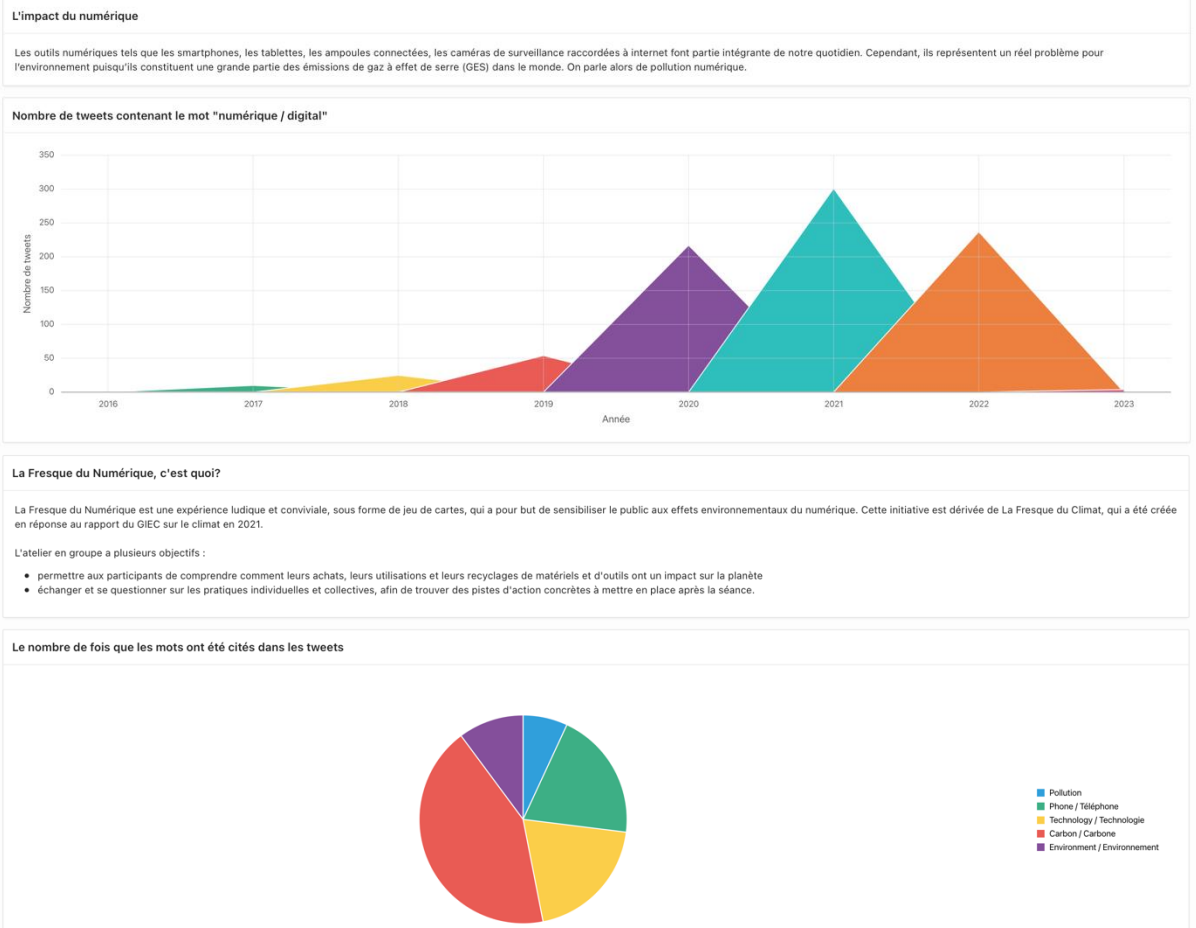 L'impact du numérique
Les outils numériques tels que les smartphones, les tablettes, les ampoules connectées, les caméras de surveillance raccordées à internet font partie intégrante de notre quotidien. Cependant, ils représentent un réel problème pour
l'environnement puisqu'ils constituent une grande partie des émissions de gaz à effet de serre (GES) dans le monde. On parle alors de pollution numérique.
Nombre de tweets contenant le mot "numérique / digital"
350
300
250
200
150
100
50
0
Nombre de tweets
2016 2017 2018 2019 2020 2021 2022 2023
Année
La Fresque du Numérique, c'est quoi?
La Fresque du Numérique est une expérience ludique et conviviale, sous forme de jeu de cartes, qui a pour but de sensibiliser le public aux effets environnementaux du numérique. Cette initiative est dérivée de La Fresque du Climat, qui a été créée
en réponse au rapport du GIEC sur le climat en 2021.
L'atelier en groupe a plusieurs objectifs :
• permettre aux participants de comprendre comment leurs achats, leurs utilisations et leurs recyclages de matériels et d'outils ont un impact sur la planète
• échanger et se questionner sur les pratiques individuelles et collectives, afin de trouver des pistes d'action concrètes à mettre en place après la séance.
Le nombre de fois que les mots ont été cités dans les tweets
Pollution
Phone / Téléphone
Technology / Technologie
Carbon / Carbone
Environment / Environnement